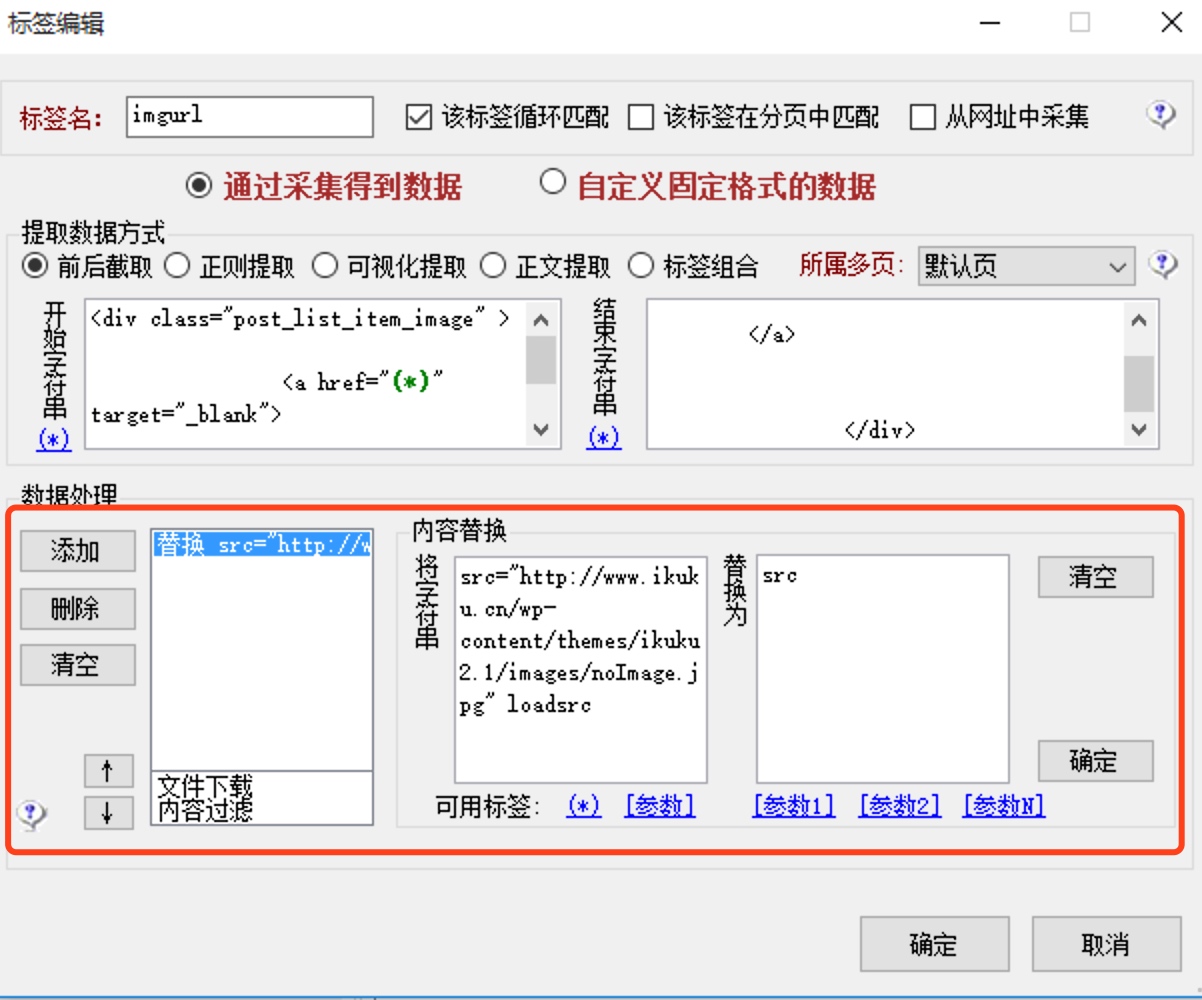 标签编辑
标签名: imgurl 该标签循环匹配 该标签在分页中匹配 从网址中采集
通过采集得到数据 自定义固定格式的数据
提取数据方式
前后截取 正则提取 可视化提取 正文提取 标签组合 所属多页: 默认页
开始字符串
(*)
<div class="post_list_item_image" >
<a href="(*)"
target="_blank">
结束字符串
(*)
</a>
</div>
数据处理
添加
删除
清空
↑
↓
替换 src="http://w
文件下载
内容过滤
内容替换
将字符串
src="http://www.ikuk
u.cn/wp-
content/themes/ikuku
2.1/images/noImage.j
pg" loadsrc
替换为
src
清空
确定
可用标签: (*) [参数] [参数1] [参数2] [参数N]
确定 取消